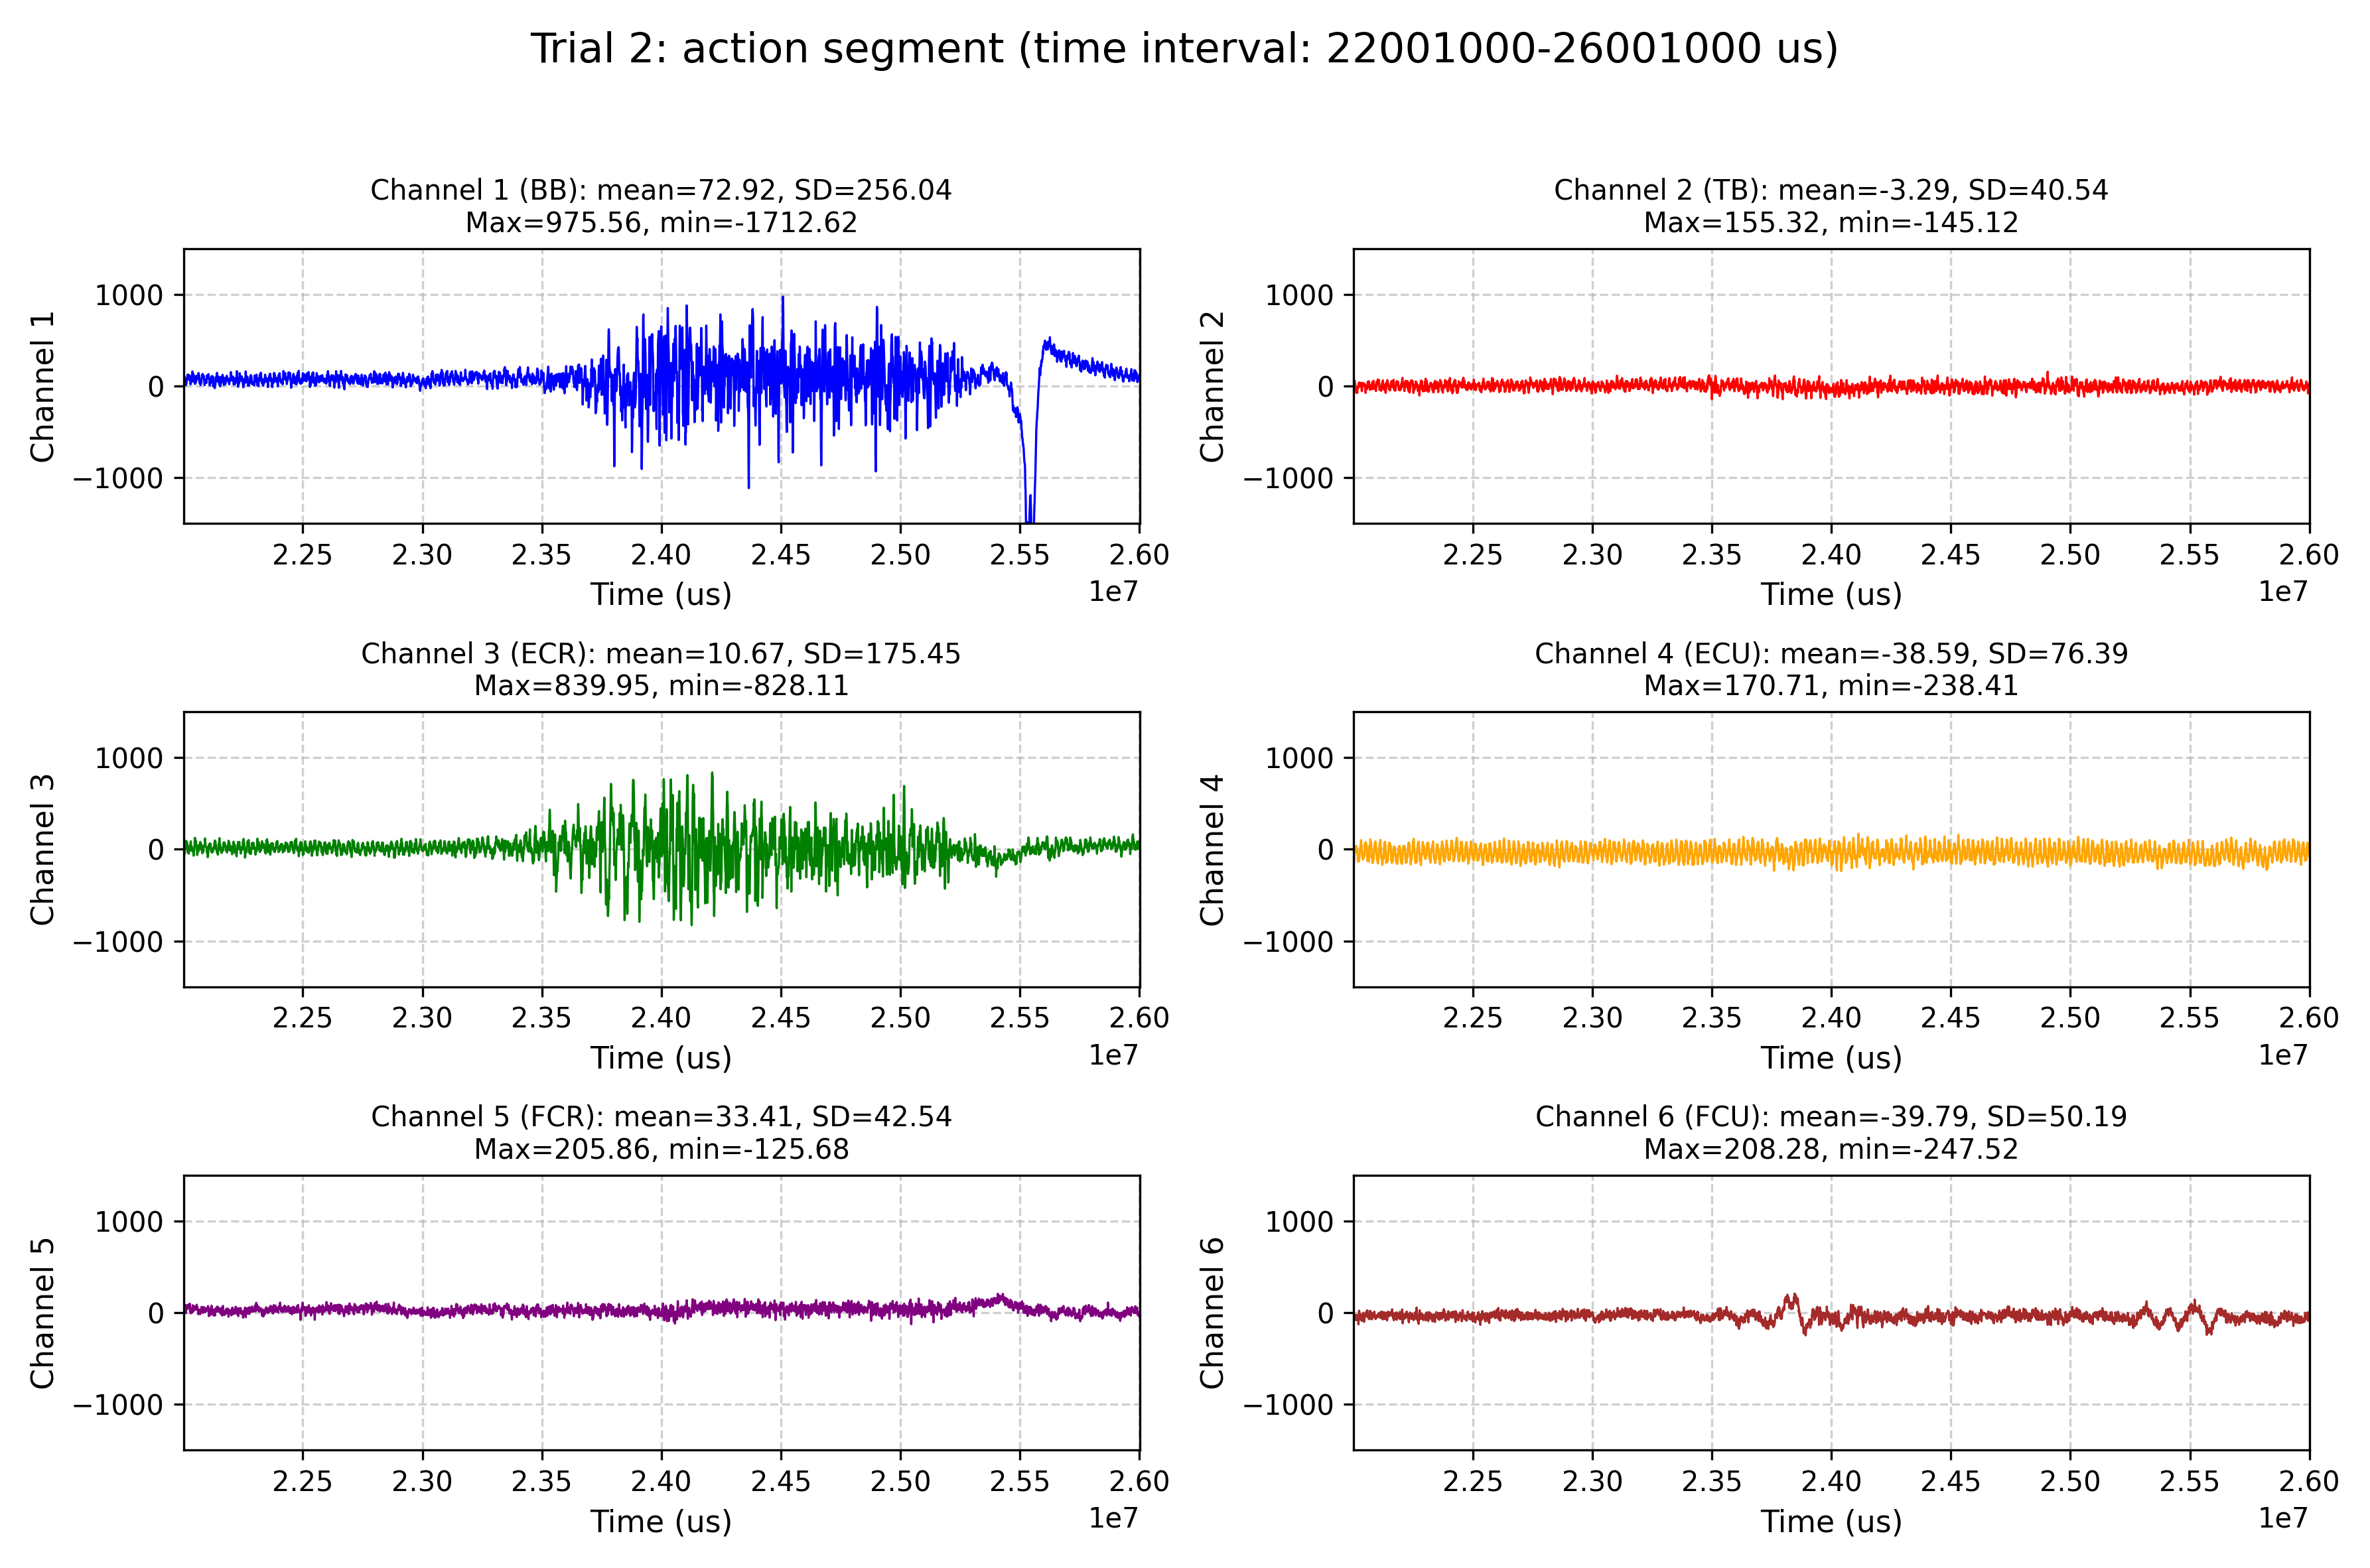 Trial 2: action segment (time interval: 22001000-26001000 us)
Channel 1 (BB): mean=72.92, SD=256.04
Max=975.56, min=-1712.62
Channel 1
1000
0
−1000
2.25 2.30 2.35 2.40 2.45 2.50 2.55 2.60
Time (us)
1e7
Channel 2 (TB): mean=-3.29, SD=40.54
Max=155.32, min=-145.12
Channel 2
1000
0
−1000
2.25 2.30 2.35 2.40 2.45 2.50 2.55 2.60
Time (us)
1e7
Channel 3 (ECR): mean=10.67, SD=175.45
Max=839.95, min=-828.11
Channel 3
1000
0
−1000
2.25 2.30 2.35 2.40 2.45 2.50 2.55 2.60
Time (us)
1e7
Channel 4 (ECU): mean=-38.59, SD=76.39
Max=170.71, min=-238.41
Channel 4
1000
0
−1000
2.25 2.30 2.35 2.40 2.45 2.50 2.55 2.60
Time (us)
1e7
Channel 5 (FCR): mean=33.41, SD=42.54
Max=205.86, min=-125.68
Channel 5
1000
0
−1000
2.25 2.30 2.35 2.40 2.45 2.50 2.55 2.60
Time (us)
1e7
Channel 6 (FCU): mean=-39.79, SD=50.19
Max=208.28, min=-247.52
Channel 6
1000
0
−1000
2.25 2.30 2.35 2.40 2.45 2.50 2.55 2.60
Time (us)
1e7